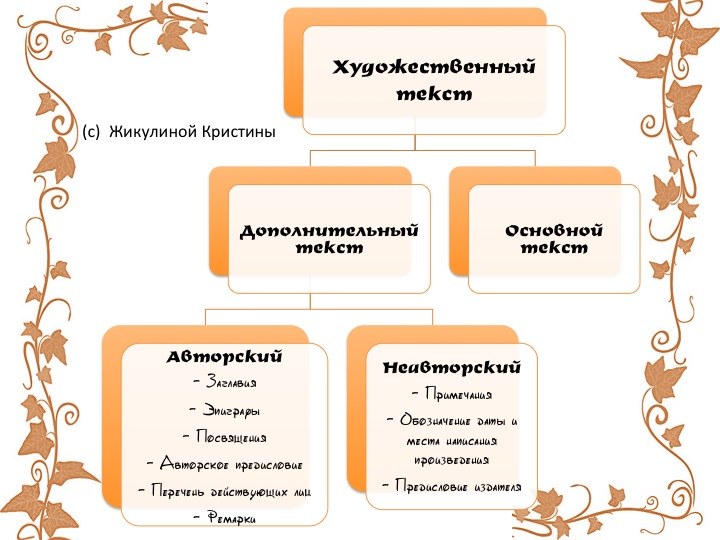 Художественный
текст
(с) Жикулиной Кристины
Дополнительный
текст
Основной
текст
Авторский
- Заглавия
- Эпиграфы
- Посвящения
- Авторское предисловие
- Перечень действующих лиц
- Ремарки
Неавторский
- Примечания
- Обозначение даты и
места написания
произведения
- Предисловие издателя